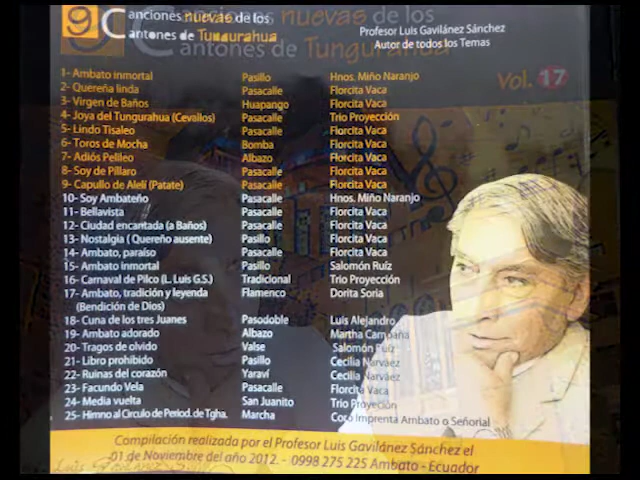 9 Canciones nuevas de los
Cantones de Tungurahua
Profesor Luis Gavilánez Sánchez
Autor de todos los Temas
Vol. 17
1- Ambato inmortal Pasillo Hnos. Miño Naranjo
2- Quereña linda Pasacalle Florcita Vaca
3- Virgen de Baños Huapango Florcita Vaca
4- Joya del Tungurahua (Cevallos) Pasacalle Trio Proyección
5- Lindo Tisaleo Pasacalle Florcita Vaca
6- Toros de Mocha Bomba Florcita Vaca
7- Adiós Pelileo Albazo Florcita Vaca
8- Soy de Píllaro Pasacalle Florcita Vaca
9- Capullo de Alelí (Patate) Pasacalle Florcita Vaca
10- Soy Ambateño Pasacalle Hnos. Miño Naranjo
11- Bellavista Pasacalle Florcita Vaca
12- Ciudad encantada (a Baños) Pasacalle Florcita Vaca
13- Nostalgia ( Quereño ausente) Pasillo Florcita Vaca
14- Ambato, paraíso Pasacalle Florcita Vaca
15- Ambato inmortal Pasillo Salomón Ruíz
16- Carnaval de Pilco (L. Luis G.S.) Tradicional Trio Proyección
17- Ambato, tradición y leyenda Flamenco Dorita Soria
(Bendición de Dios)
18- Cuna de los tres Juanes Pasodoble Luis Alejandro
19- Ambato adorado Albazo Martha Campaña
20- Tragos de olvido Valse Salomón Ruíz
21- Libro prohibido Pasillo Cecilia Narváez
22- Ruinas del corazón Yaraví Cecilia Narváez
23- Facundo Vela Pasacalle Florcita Vaca
24- Media vuelta San Juanito Trio Proyección
25- Himno al Círculo de Period. de Tgha. Marcha Coro Imprenta Ambato o Señorial
Compilación realizada por el Profesor Luis Gavilánez Sánchez el
01 de Noviembre del año 2012. - 0998 275 225 Ambato - Ecuador